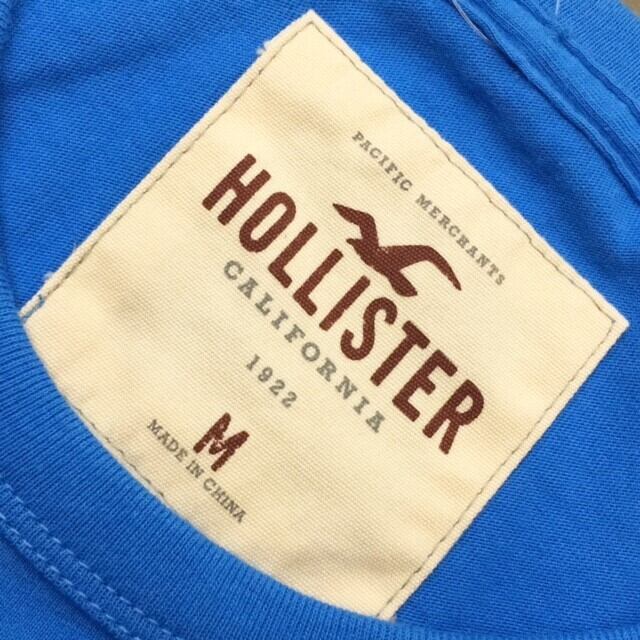 PACIFIC MERCHANTS
HOLLISTER
CALIFORNIA
1922
M
MADE IN CHINA